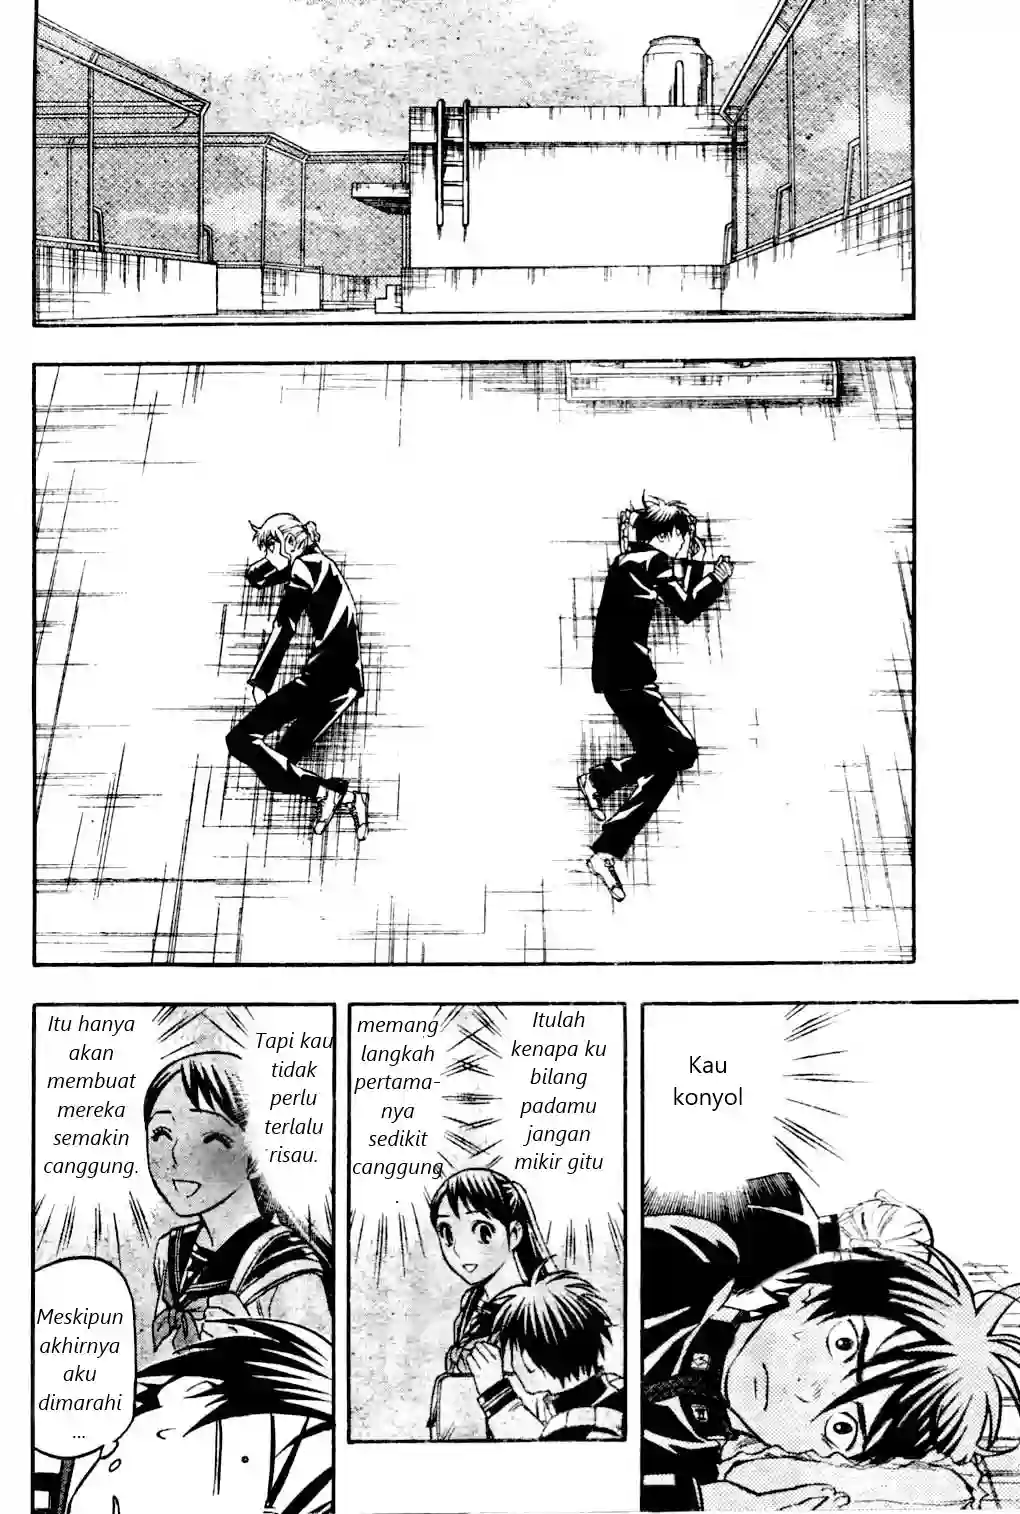 Kau
konyol
Itulah
kenapa ku
bilang
padamu
jangan
mikir gitu
memang
langkah
pertama-
nya
sedikit
canggung
.
Tapi kau
tidak
perlu
terlalu
risau.
Itu hanya
akan
membuat
mereka
semakin
canggung.
Meskipun
akhirnya
aku
dimarahi
...